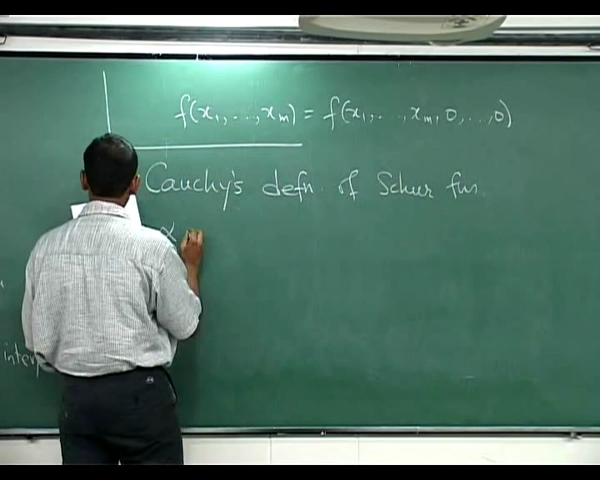 f(x₁,...,xₘ) = f(x₁,...,xₘ,0,...,0)
Cauchy's defn. of Schur fns.
α